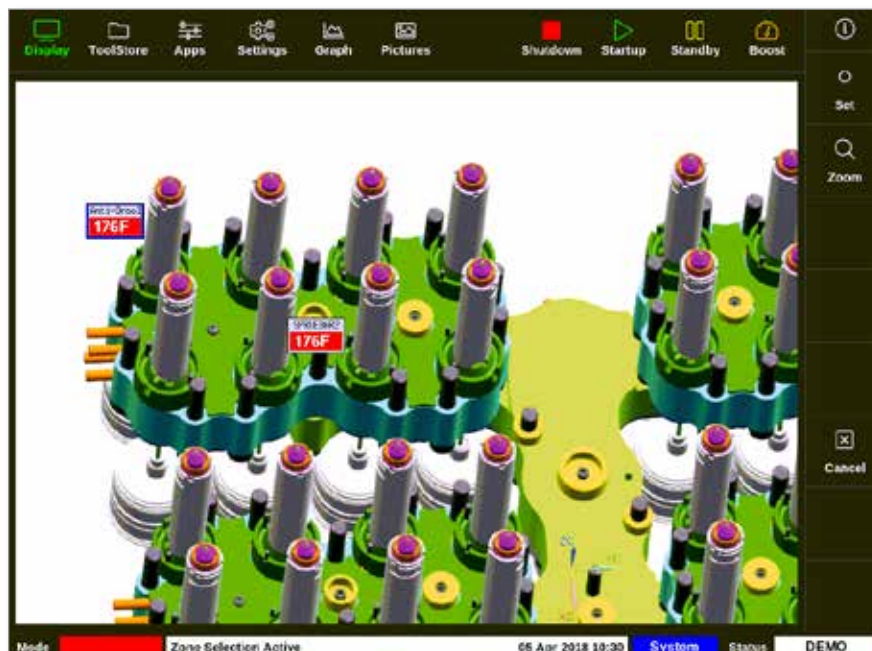 Display ToolStore Apps Settings Graph Pictures Shutdown Startup Standby Boost
Set
Zoom
176F
176F
Cancel
Mode Zone Selection Active 05 Apr 2018 10:30 System Status DEMO